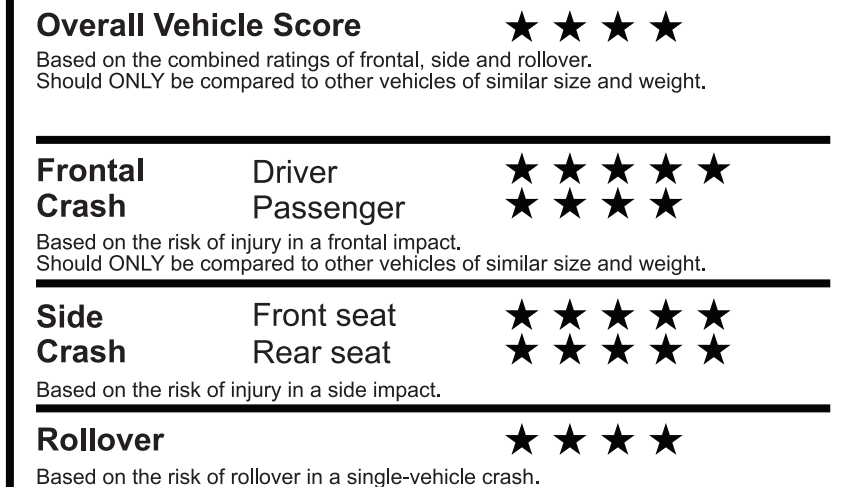 Overall Vehicle Score ★ ★ ★ ★
Based on the combined ratings of frontal, side and rollover.
Should ONLY be compared to other vehicles of similar size and weight.
Frontal Driver ★ ★ ★ ★ ★
Crash Passenger ★ ★ ★ ★
Based on the risk of injury in a frontal impact.
Should ONLY be compared to other vehicles of similar size and weight.
Side Front seat ★ ★ ★ ★ ★
Crash Rear seat ★ ★ ★ ★ ★
Based on the risk of injury in a side impact.
Rollover ★ ★ ★ ★
Based on the risk of rollover in a single-vehicle crash.